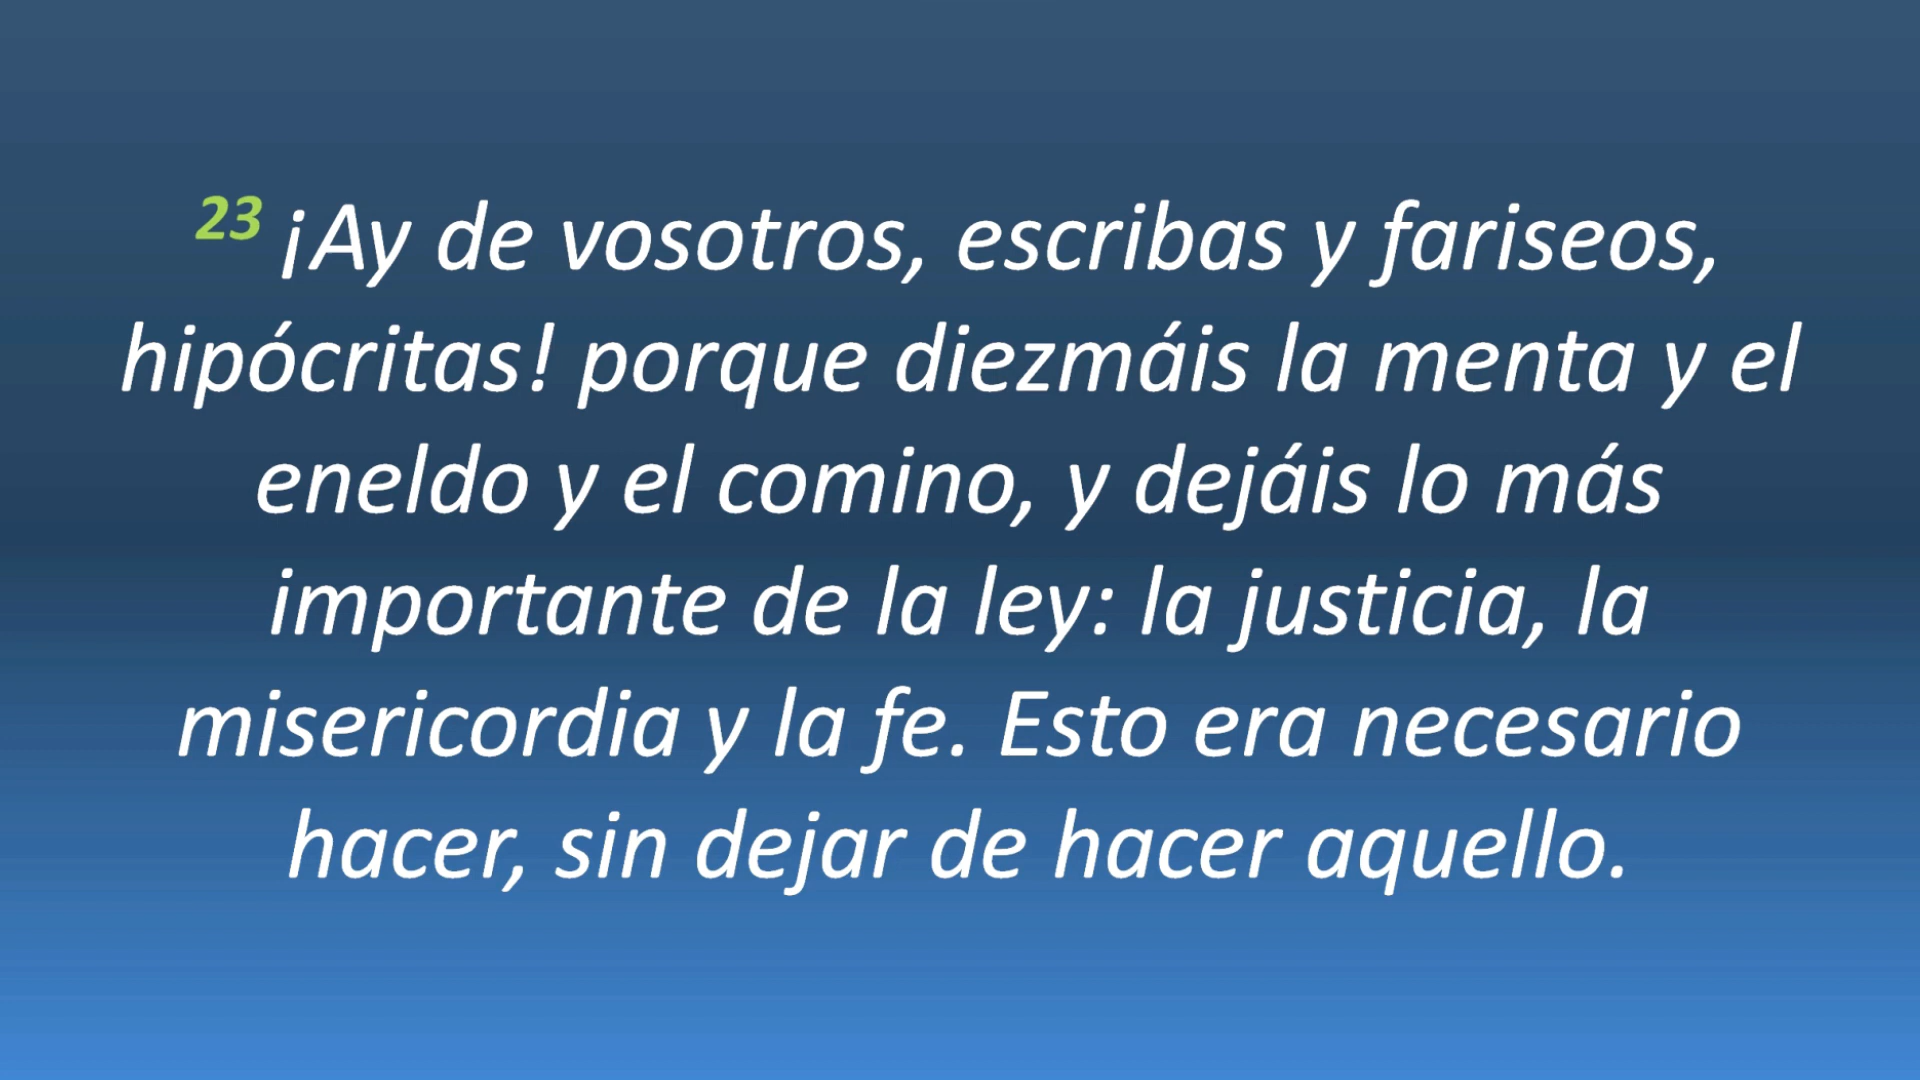 23 ¡Ay de vosotros, escribas y fariseos,
hipócritas! porque diezmáis la menta y el
eneldo y el comino, y dejáis lo más
importante de la ley: la justicia, la
misericordia y la fe. Esto era necesario
hacer, sin dejar de hacer aquello.